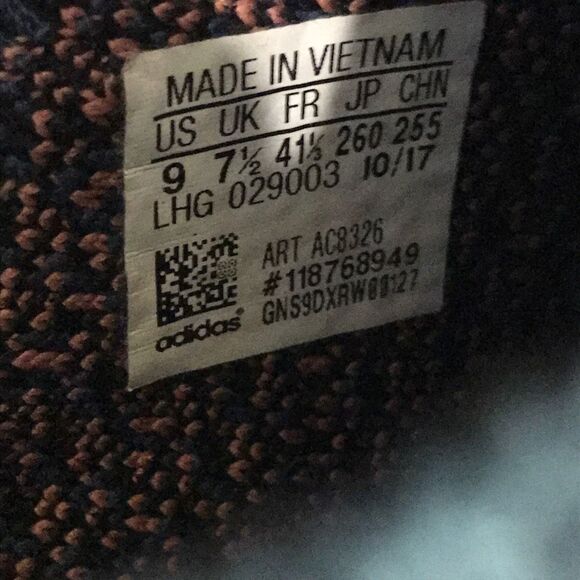 MADE IN VIETNAM
US UK FR JP CHN
9 7½ 41⅓ 260 255
LHG 029003 10/17
ART AC8326
#118768949
GNS9DXRW00127
adidas®